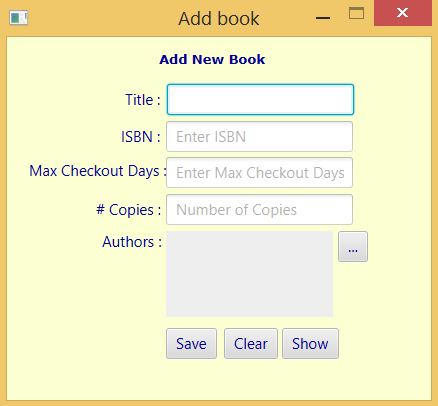 Add book
Add New Book
Title :
ISBN : Enter ISBN
Max Checkout Days : Enter Max Checkout Days
# Copies : Number of Copies
Authors : ...
Save Clear Show